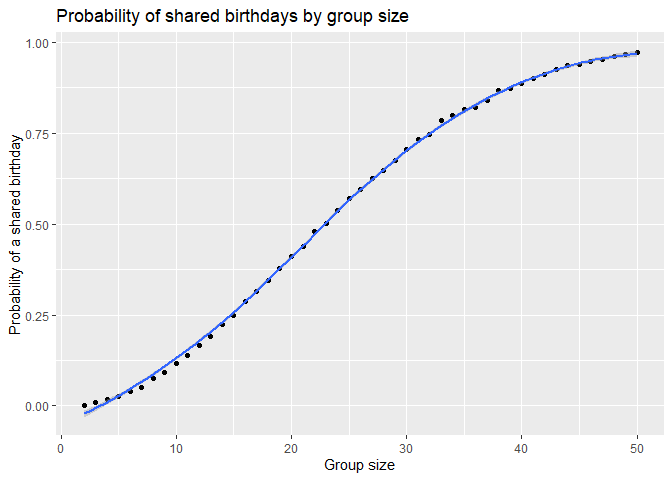 Probability of shared birthdays by group size
1.00
0.75
0.50
0.25
0.00
Probability of a shared birthday
0 10 20 30 40 50
Group size